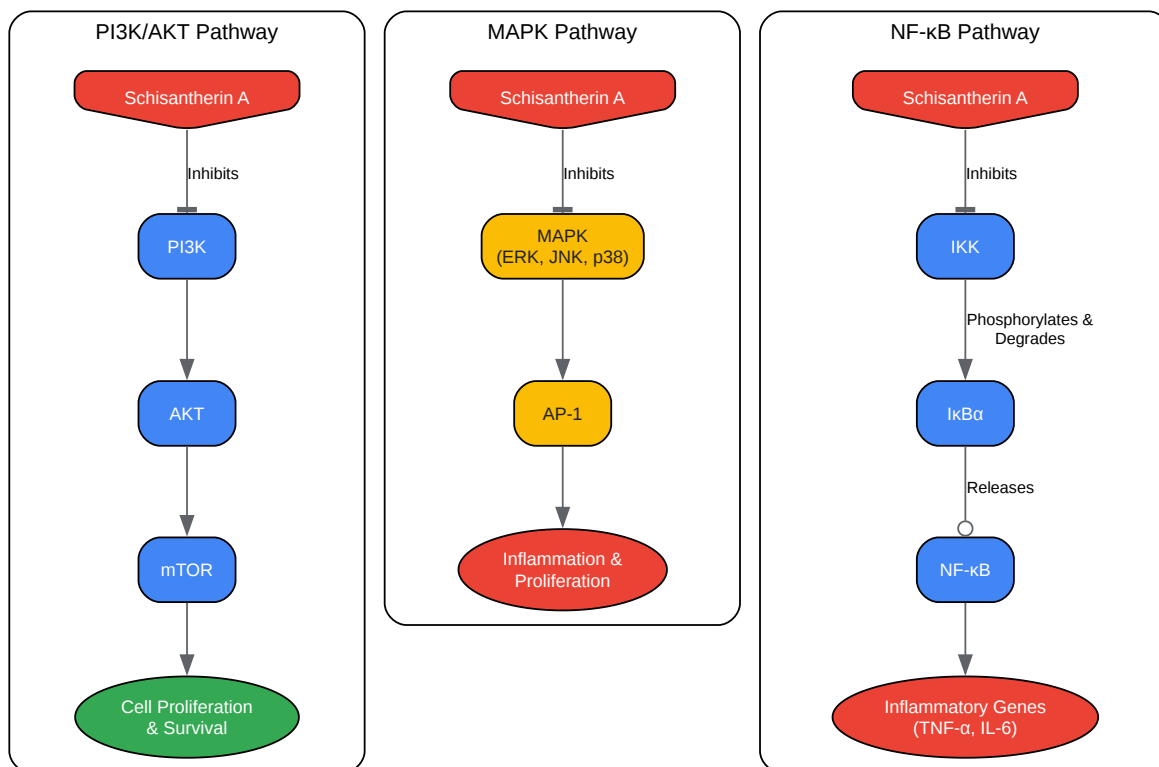 PI3K/AKT Pathway
Schisantherin A
Inhibits
PI3K
AKT
mTOR
Cell Proliferation
& Survival
MAPK Pathway
Schisantherin A
Inhibits
MAPK
(ERK, JNK, p38)
AP-1
Inflammation &
Proliferation
NF-κB Pathway
Schisantherin A
Inhibits
IKK
Phosphorylates &
Degrades
IκBα
Releases
NF-κB
Inflammatory Genes
(TNF-α, IL-6)